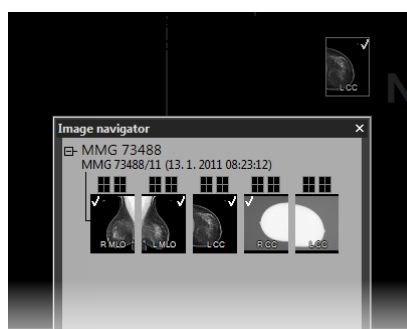 L CC
N
Image navigator
MMG 73488
MMG 73488/11 (13. 1. 2011 08:23:12)
R MLO L MLO L CC R CC L CC